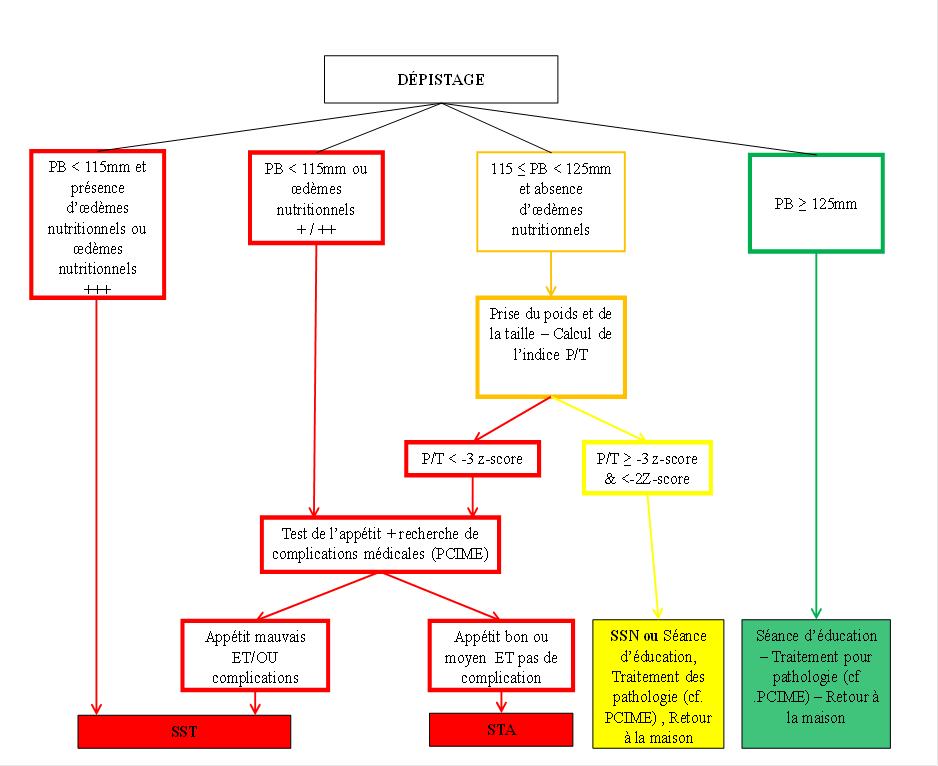 DÉPISTAGE
PB < 115mm et
présence
d’œdèmes
nutritionnels ou
œdèmes
nutritionnels
+++
PB < 115mm ou
œdèmes
nutritionnels
+ / ++
115 ≤ PB < 125mm
et absence
d’œdèmes
nutritionnels
PB ≥ 125mm
Prise du poids et de
la taille – Calcul de
l’indice P/T
P/T < -3 z-score
P/T ≥ -3 z-score
& <-2Z-score
Test de l’appétit + recherche de
complications médicales (PCIME)
Appétit mauvais
ET/OU
complications
Appétit bon ou
moyen ET pas de
complication
SSN ou Séance
d’éducation,
Traitement des
pathologie (cf.
PCIME) , Retour
à la maison
Séance d’éducation
– Traitement pour
pathologie (cf
.PCIME) – Retour à
la maison
SST
STA